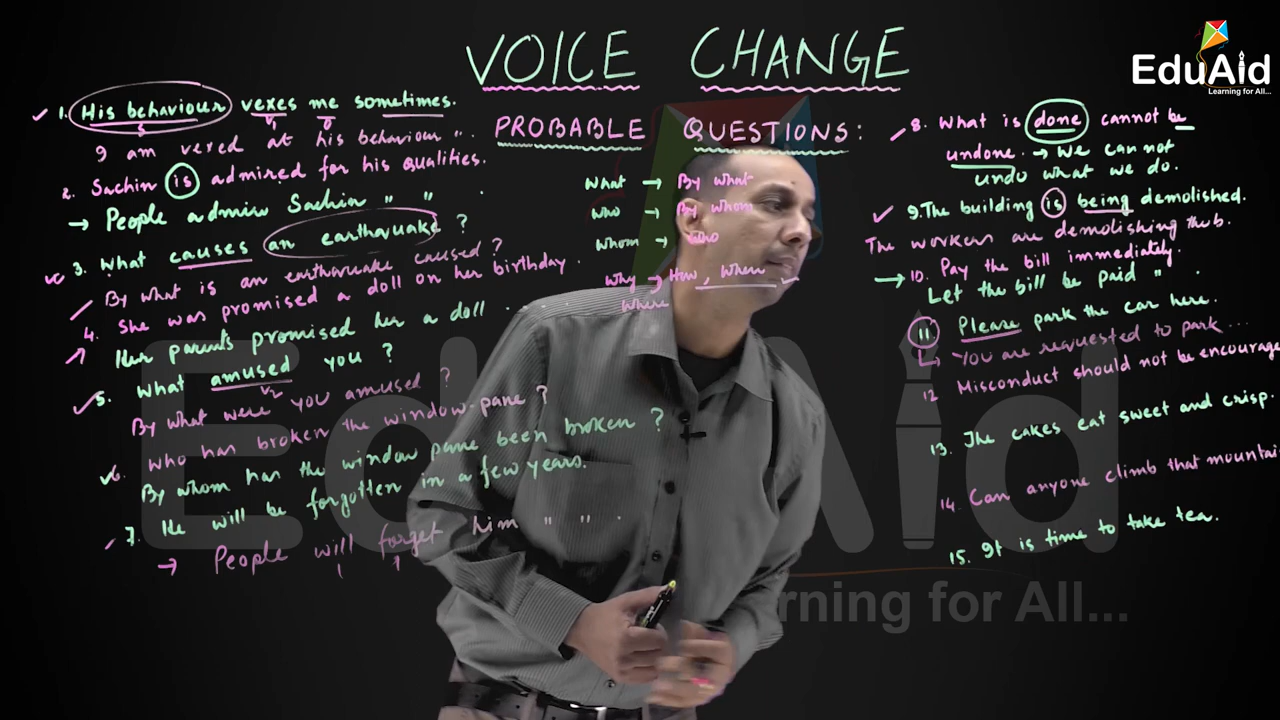 VOICE CHANGE
EduAid
Learning for All...
PROBABLE QUESTIONS:
1. His behaviour vexes me sometimes.
S V O
I am vexed at his behaviour " ..
2. Sachin is admired for his qualities.
→ People admire Sachin " " .
3. What causes an earthquake ?
By what is an earthquake caused ?
4. She was promised a doll on her birthday.
Her parents promised her a doll . . . .
5. What amused you ?
V2
By what were you amused ?
6. Who has broken the window-pane ?
By whom has the window pane been broken ?
7. He will be forgotten in a few years.
→ People will forget him " " .
What → By what
Who → By whom
Whom → Who
Why → How, When
Where
8. What is done cannot be
undone. → We can not
undo what we do.
9. The building is being demolished.
The workers are demolishing the b.
→ 10. Pay the bill immediately.
Let the bill be paid " .
11 Please park the car here.
↳ You are requested to park ...
12 Misconduct should not be encourage
13. The cakes eat sweet and crisp.
14. Can anyone climb that mountai
15. It is time to take tea.
Ed Aid
rning for All...